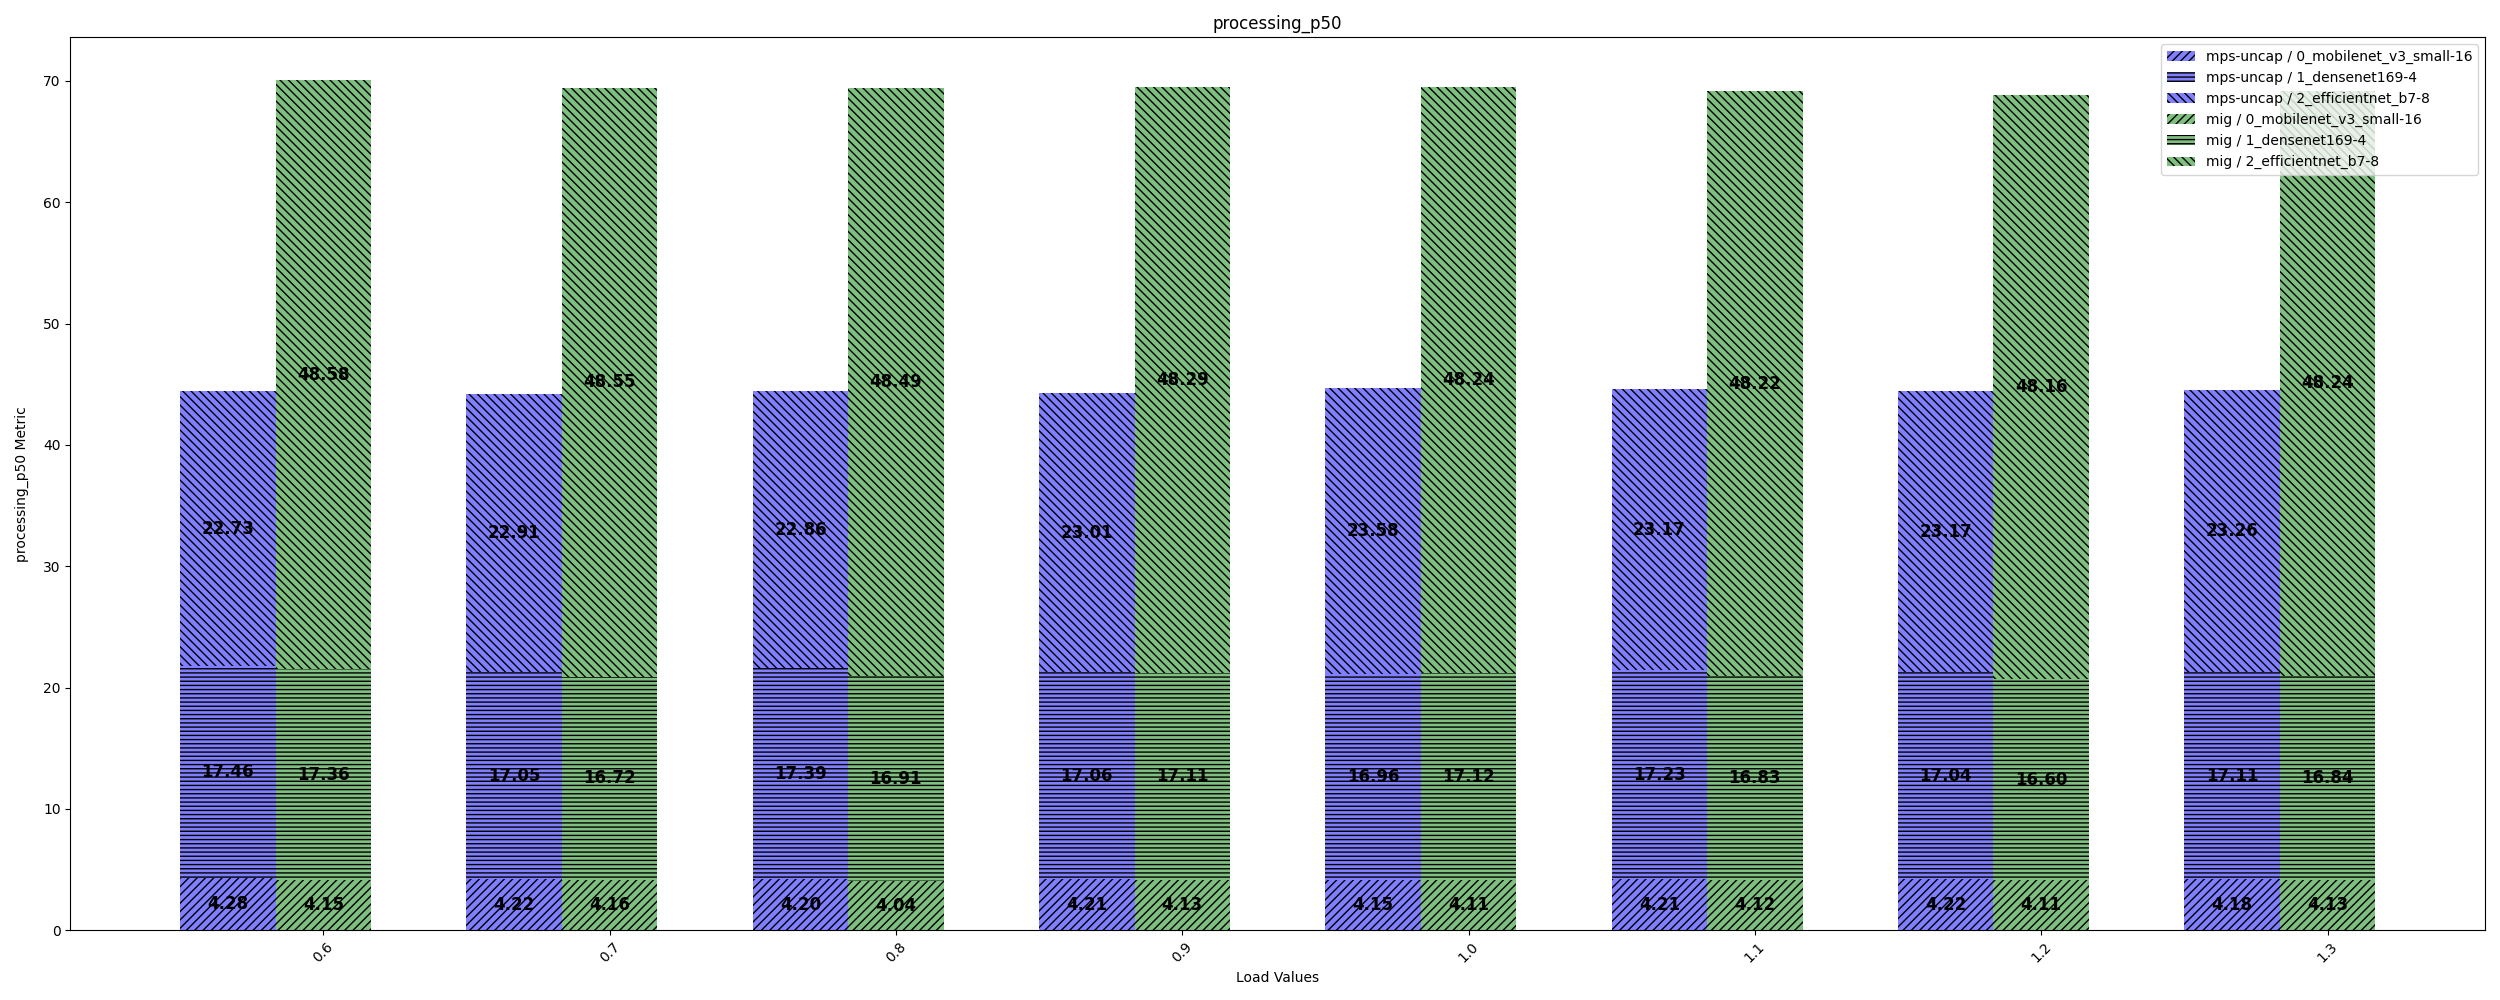 processing_p50
mps-uncap / 0_mobilenet_v3_small-16
mps-uncap / 1_densenet169-4
mps-uncap / 2_efficientnet_b7-8
mig / 0_mobilenet_v3_small-16
mig / 1_densenet169-4
mig / 2_efficientnet_b7-8
processing_p50 Metric
70
60
50
40
30
20
10
0
48.58 48.55 48.49 48.29 48.24 48.22 48.16 48.24
22.73 22.91 22.86 23.01 23.58 23.17 23.17 23.26
17.46 17.36 17.05 16.72 17.39 16.91 17.06 17.11 16.96 17.12 17.23 16.83 17.04 16.60 17.11 16.84
4.28 4.15 4.22 4.16 4.20 4.04 4.21 4.13 4.15 4.11 4.21 4.12 4.22 4.11 4.18 4.13
0.6 0.7 0.8 0.9 1.0 1.1 1.2 1.3
Load Values